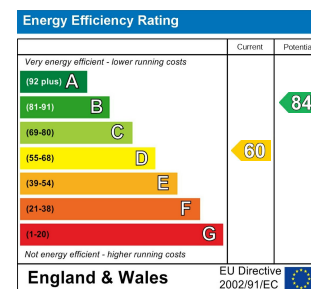 Energy Efficiency Rating
Current Potentia
Very energy efficient - lower running costs
(92 plus) A
(81-91) B
84
(69-80) C
(55-68) D
60
(39-54) E
(21-38) F
(1-20) G
Not energy efficient - higher running costs
England & Wales
EU Directive
2002/91/EC